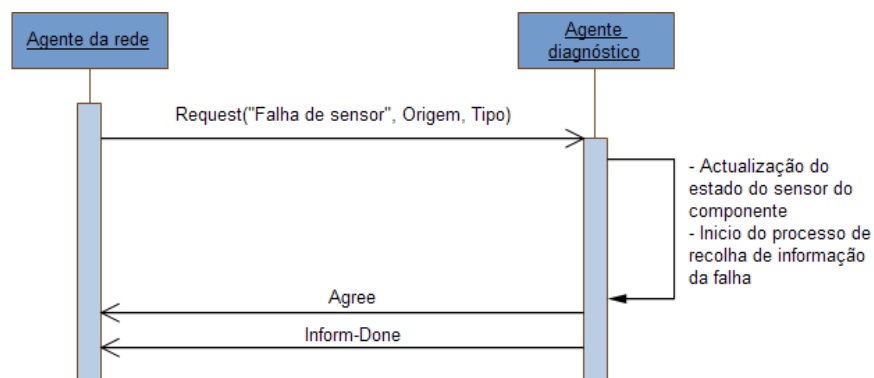 Agente da rede
Agente
diagnóstico
Request("Falha de sensor", Origem, Tipo)
- Actualização do
estado do sensor do
componente
- Inicio do processo de
recolha de informação
da falha
Agree
Inform-Done